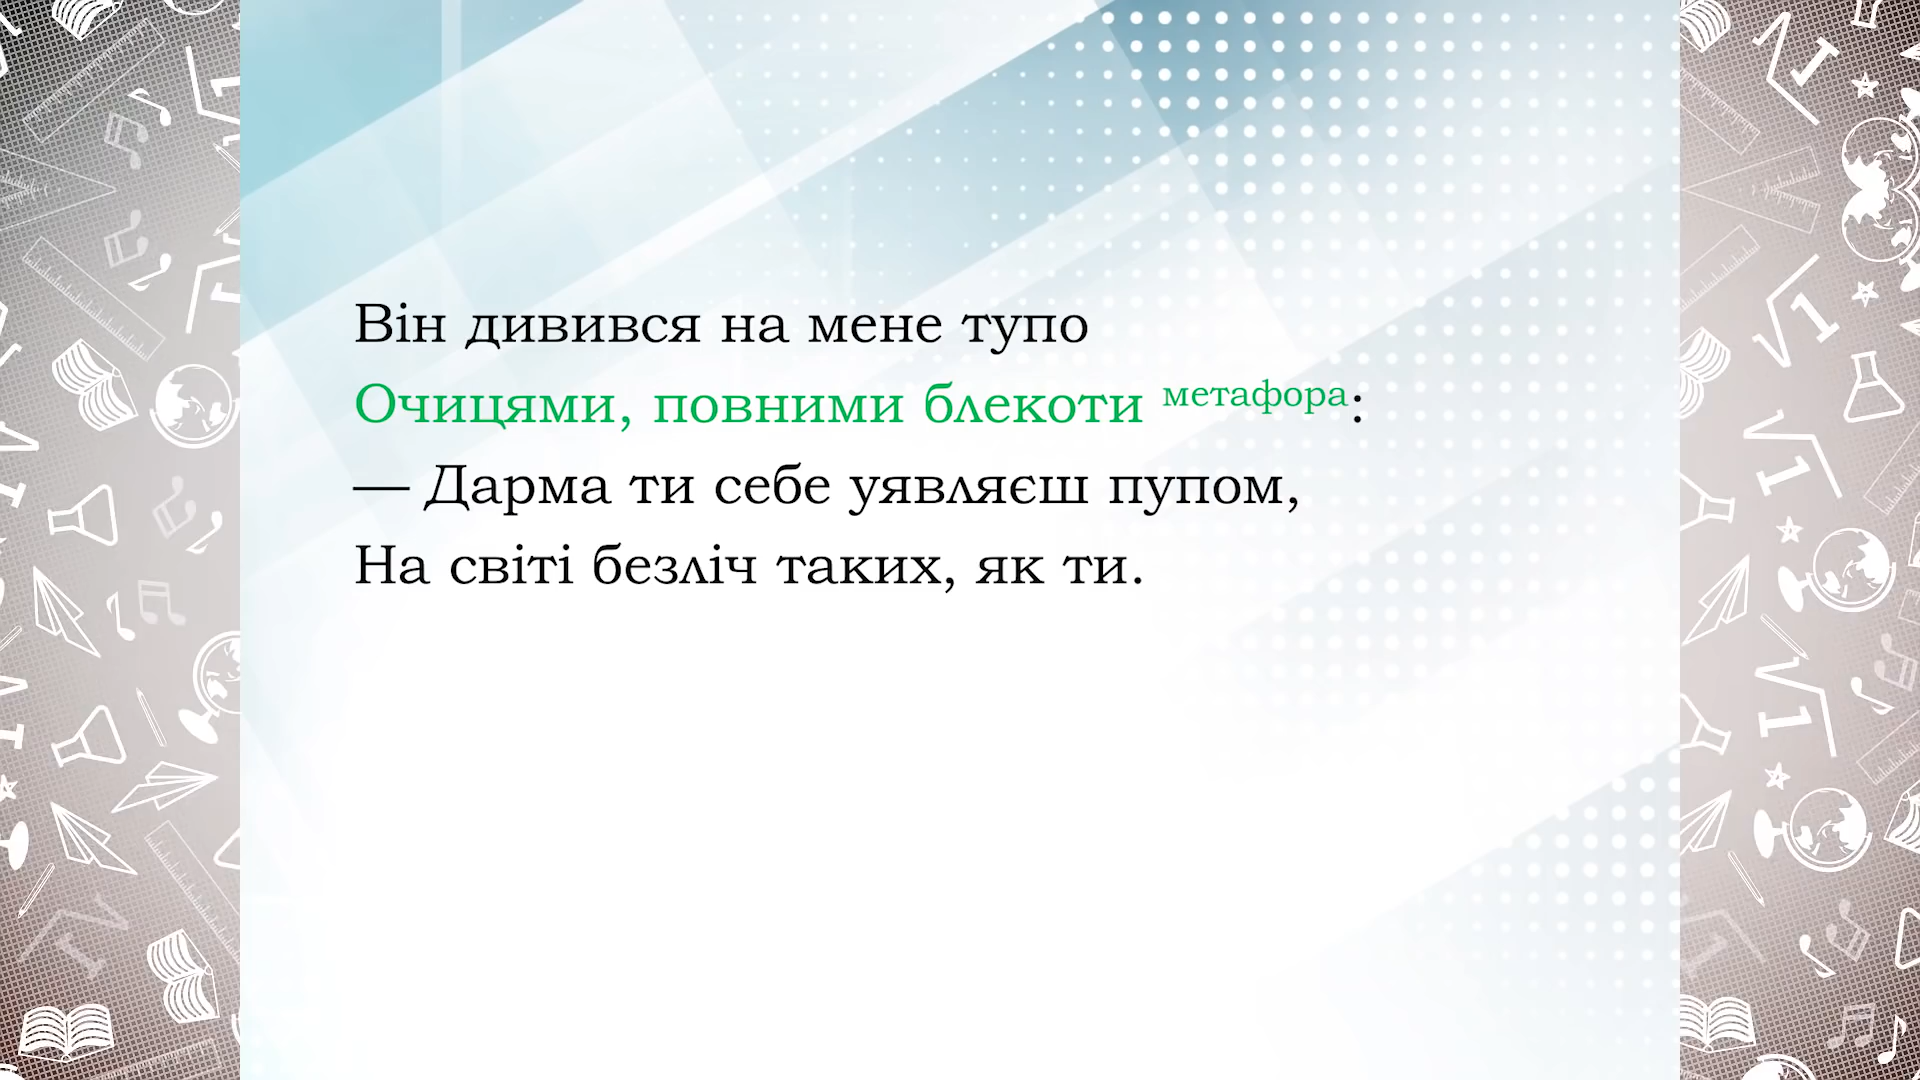 Він дивився на мене тупо
Очицями, повними блекоти метафора:
— Дарма ти себе уявляєш пупом,
На світі безліч таких, як ти.